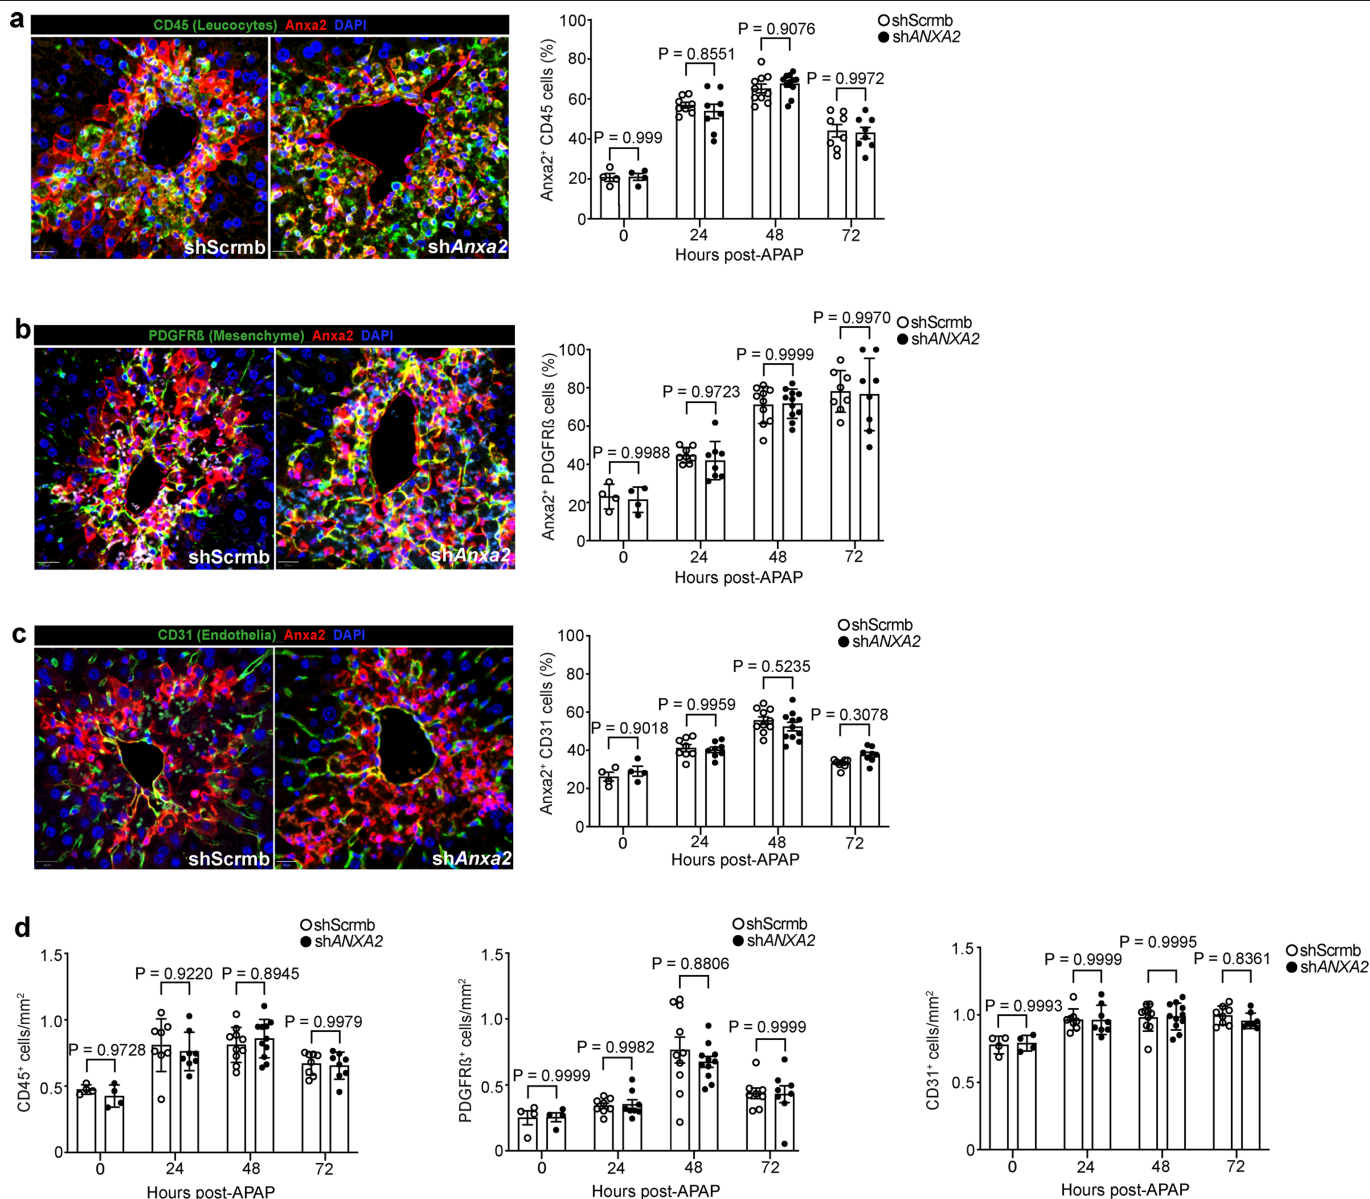 a
CD45 (Leucocytes) Anxa2 DAPI
shScrmb
shAnxa2
Anxa2⁺ CD45 cells (%)
100
80
60
40
20
0
P = 0.999
P = 0.8551
P = 0.9076
P = 0.9972
shScrmb
shANXA2
0 24 48 72
Hours post-APAP
b
PDGFRß (Mesenchyme) Anxa2 DAPI
shScrmb
shAnxa2
Anxa2⁺ PDGFRß cells (%)
100
80
60
40
20
0
P = 0.9988
P = 0.9723
P = 0.9999
P = 0.9970
shScrmb
shANXA2
0 24 48 72
Hours post-APAP
c
CD31 (Endothelia) Anxa2 DAPI
shScrmb
shAnxa2
Anxa2⁺ CD31 cells (%)
100
80
60
40
20
0
P = 0.9018
P = 0.9959
P = 0.5235
P = 0.3078
shScrmb
shANXA2
0 24 48 72
Hours post-APAP
d
CD45⁺ cells/mm²
1.5
1.0
0.5
0
P = 0.9728
P = 0.9220
P = 0.8945
P = 0.9979
shScrmb
shANXA2
0 24 48 72
Hours post-APAP
PDGFRß⁺ cells/mm²
1.5
1.0
0.5
0
P = 0.9999
P = 0.9982
P = 0.8806
P = 0.9999
shScrmb
shANXA2
0 24 48 72
Hours post-APAP
CD31⁺ cells/mm²
1.5
1.0
0.5
0
P = 0.9993
P = 0.9999
P = 0.9995
P = 0.8361
shScrmb
shANXA2
0 24 48 72
Hours post-APAP